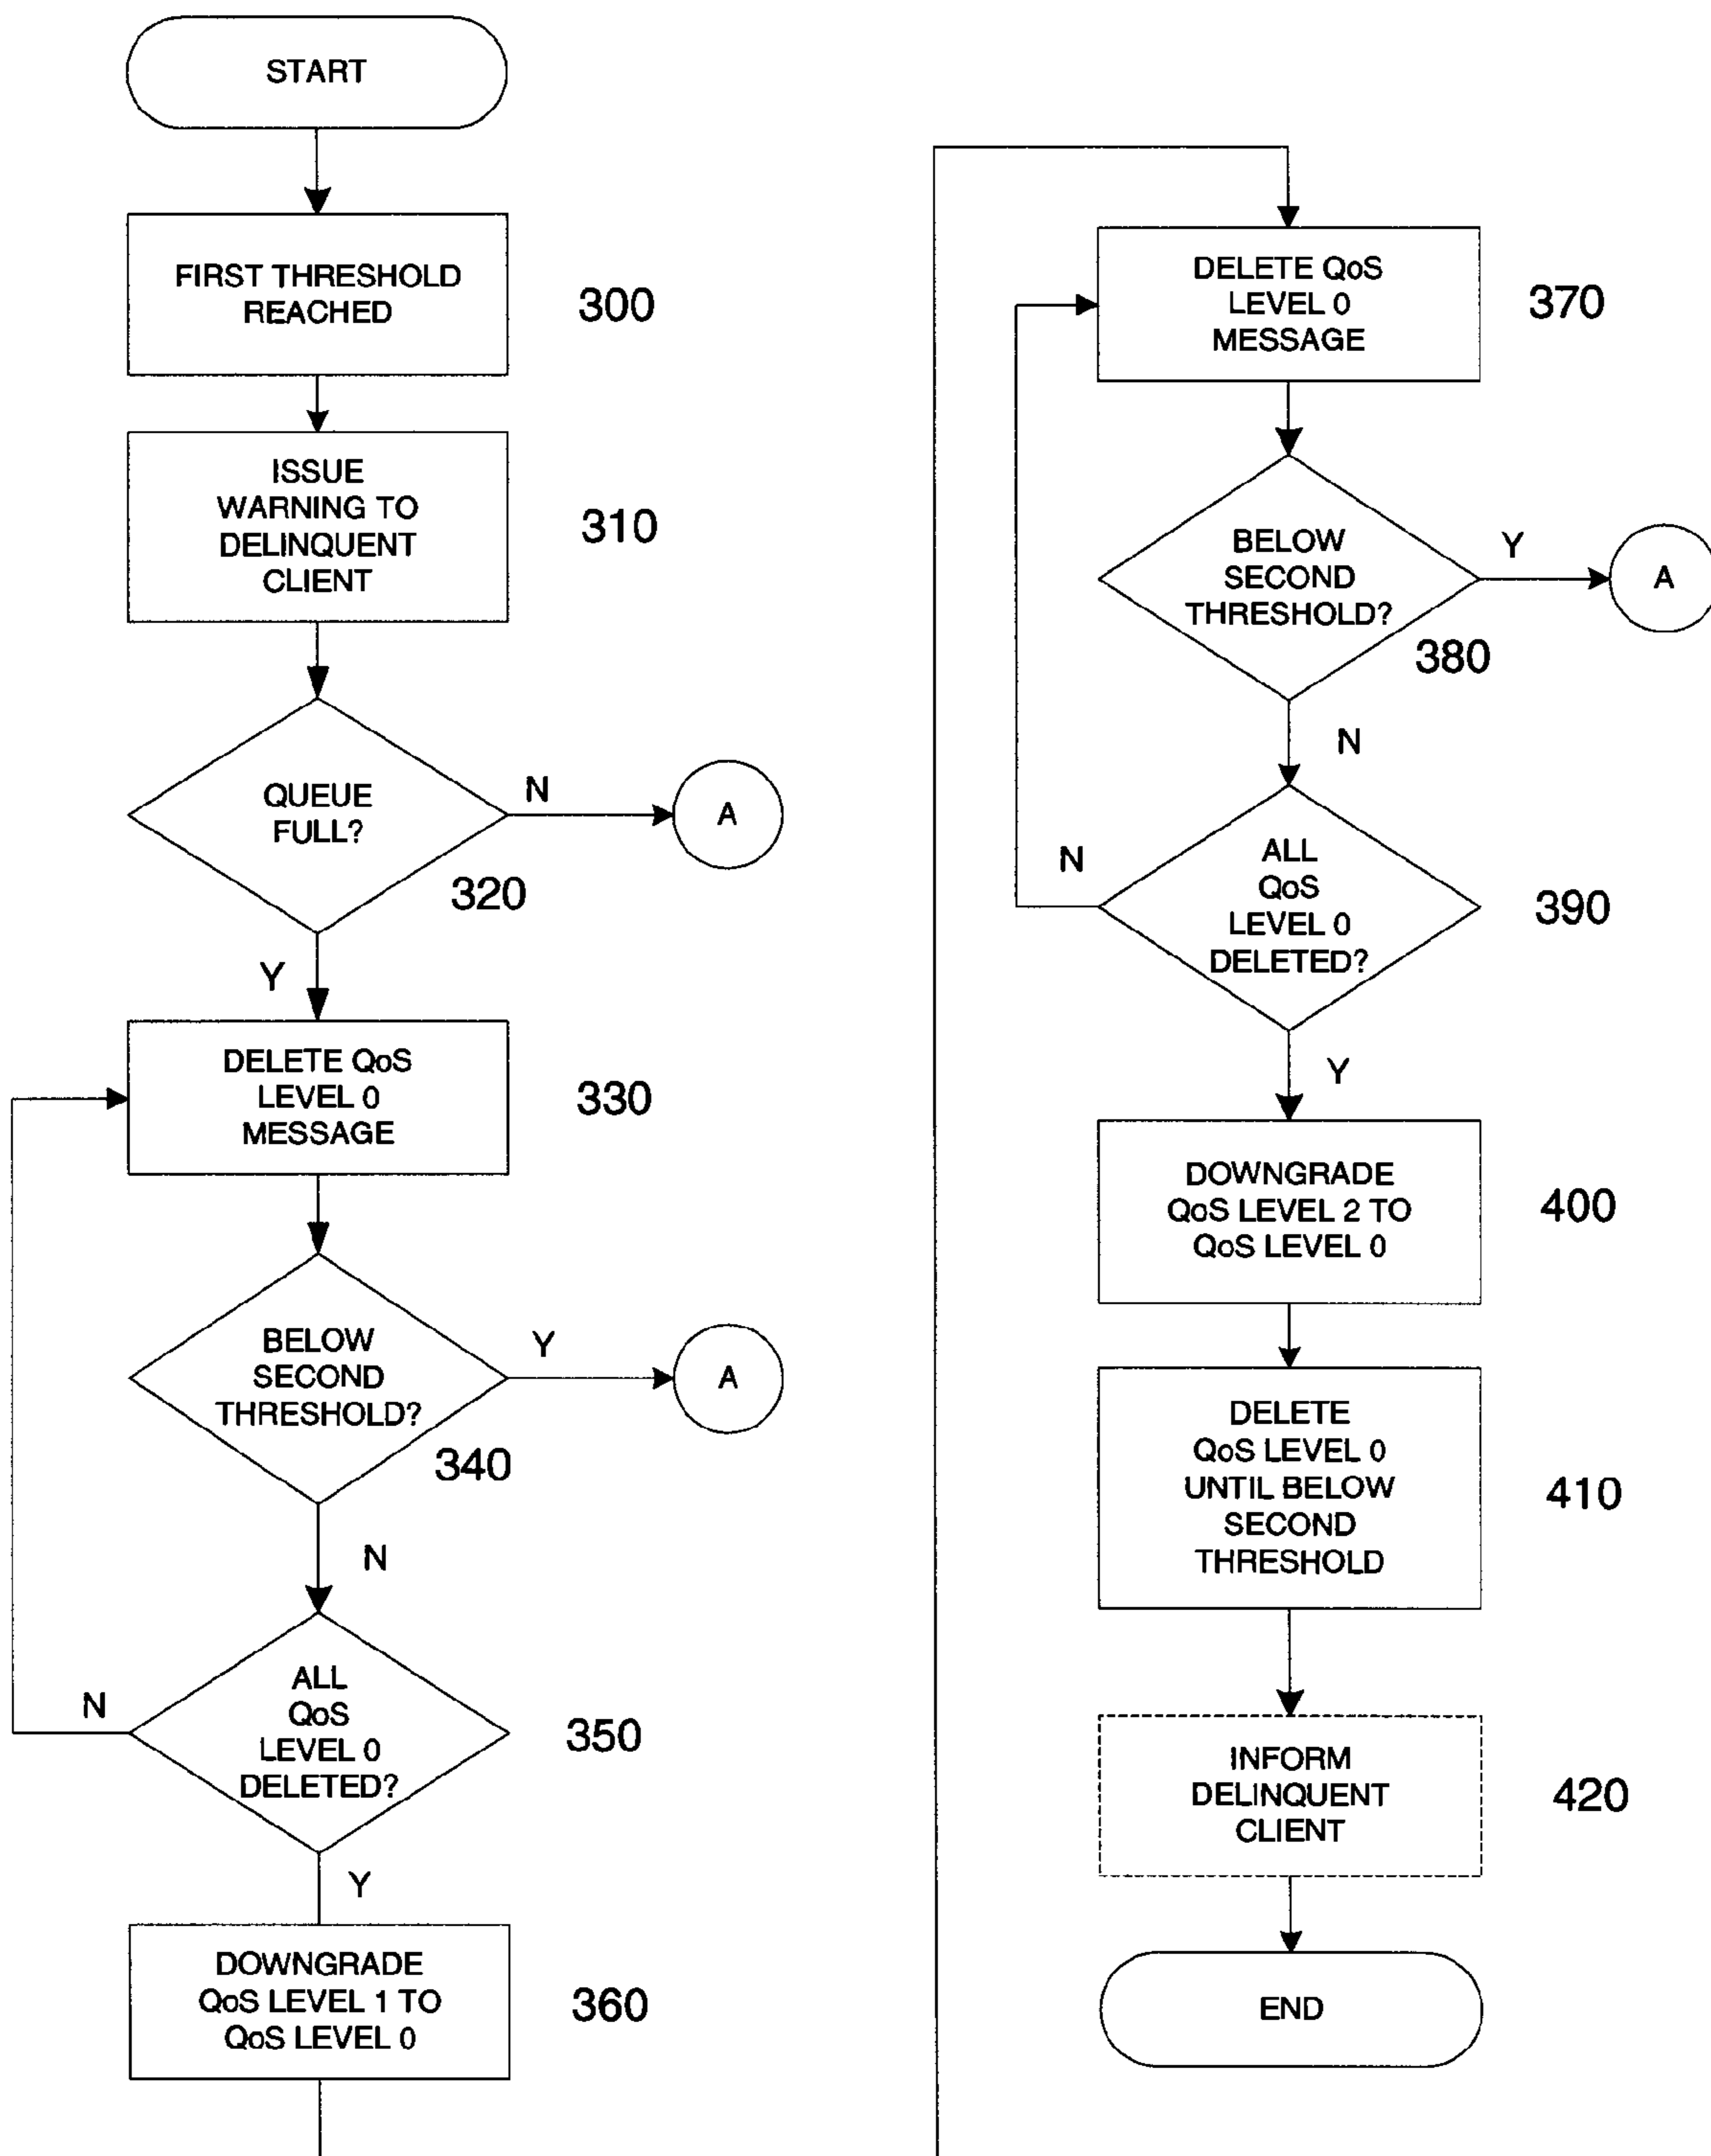 START
FIRST THRESHOLD
REACHED
300
ISSUE
WARNING TO
DELINQUENT
CLIENT
310
QUEUE
FULL?
320
N
A
Y
DELETE QoS
LEVEL 0
MESSAGE
330
BELOW
SECOND
THRESHOLD?
340
Y
A
N
ALL
QoS
LEVEL 0
DELETED?
350
N
Y
DOWNGRADE
QoS LEVEL 1 TO
QoS LEVEL 0
360
DELETE QoS
LEVEL 0
MESSAGE
370
BELOW
SECOND
THRESHOLD?
380
Y
A
N
ALL
QoS
LEVEL 0
DELETED?
390
N
Y
DOWNGRADE
QoS LEVEL 2 TO
QoS LEVEL 0
400
DELETE
QoS LEVEL 0
UNTIL BELOW
SECOND
THRESHOLD
410
INFORM
DELINQUENT
CLIENT
420
END